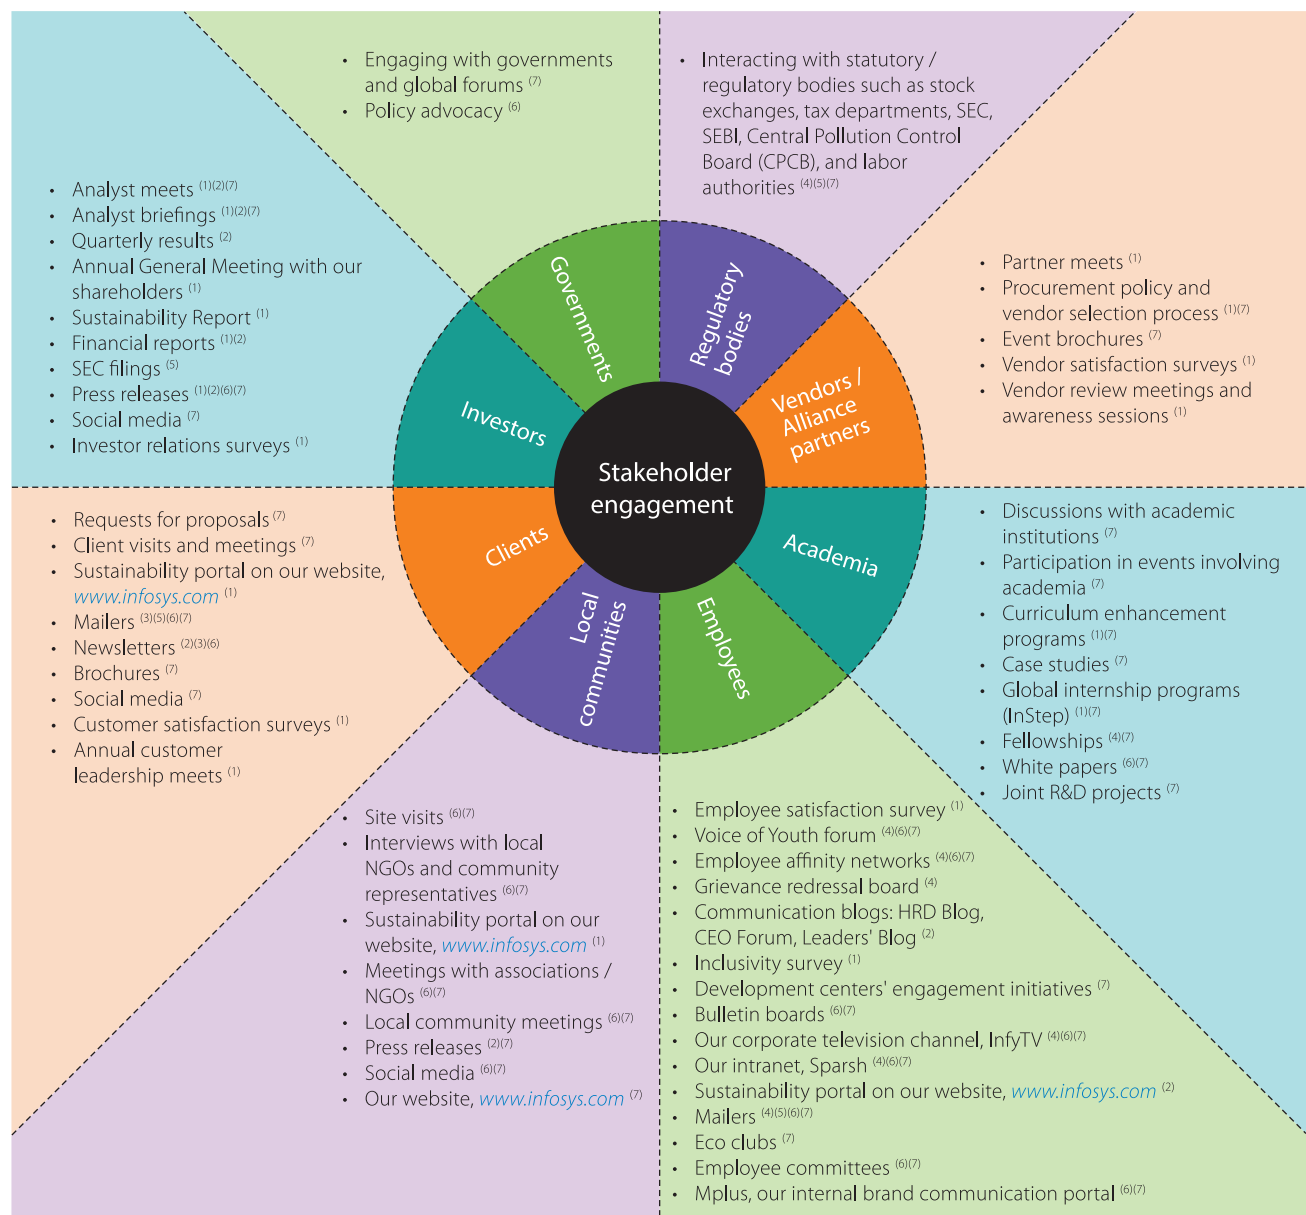 • Engaging with governments
and global forums (7)
• Policy advocacy (6)
• Interacting with statutory /
regulatory bodies such as stock
exchanges, tax departments, SEC,
SEBI, Central Pollution Control
Board (CPCB), and labor
authorities (4)(5)(7)
• Analyst meets (1)(2)(7)
• Analyst briefings (1)(2)(7)
• Quarterly results (2)
• Annual General Meeting with our
shareholders (1)
• Sustainability Report (1)
• Financial reports (1)(2)
• SEC filings (5)
• Press releases (1)(2)(6)(7)
• Social media (7)
• Investor relations surveys (1)
• Partner meets (1)
• Procurement policy and
vendor selection process (1)(7)
• Event brochures (7)
• Vendor satisfaction surveys (1)
• Vendor review meetings and
awareness sessions (1)
Governments
Regulatory
bodies
Investors
Vendors /
Alliance
partners
Stakeholder
engagement
Clients
Academia
Local
communities
Employees
• Requests for proposals (7)
• Client visits and meetings (7)
• Sustainability portal on our website,
www.infosys.com (1)
• Mailers (3)(5)(6)(7)
• Newsletters (2)(3)(6)
• Brochures (7)
• Social media (7)
• Customer satisfaction surveys (1)
• Annual customer
leadership meets (1)
• Discussions with academic
institutions (7)
• Participation in events involving
academia (7)
• Curriculum enhancement
programs (1)(7)
• Case studies (7)
• Global internship programs
(InStep) (1)(7)
• Fellowships (4)(7)
• White papers (6)(7)
• Joint R&D projects (7)
• Site visits (6)(7)
• Interviews with local
NGOs and community
representatives (6)(7)
• Sustainability portal on our
website, www.infosys.com (1)
• Meetings with associations /
NGOs (6)(7)
• Local community meetings (6)(7)
• Press releases (2)(7)
• Social media (6)(7)
• Our website, www.infosys.com (7)
• Employee satisfaction survey (1)
• Voice of Youth forum (4)(6)(7)
• Employee affinity networks (4)(6)(7)
• Grievance redressal board (4)
• Communication blogs: HRD Blog,
CEO Forum, Leaders' Blog (2)
• Inclusivity survey (1)
• Development centers' engagement initiatives (7)
• Bulletin boards (6)(7)
• Our corporate television channel, InfyTV (4)(6)(7)
• Our intranet, Sparsh (4)(6)(7)
• Sustainability portal on our website, www.infosys.com (2)
• Mailers (4)(5)(6)(7)
• Eco clubs (7)
• Employee committees (6)(7)
• Mplus, our internal brand communication portal (6)(7)